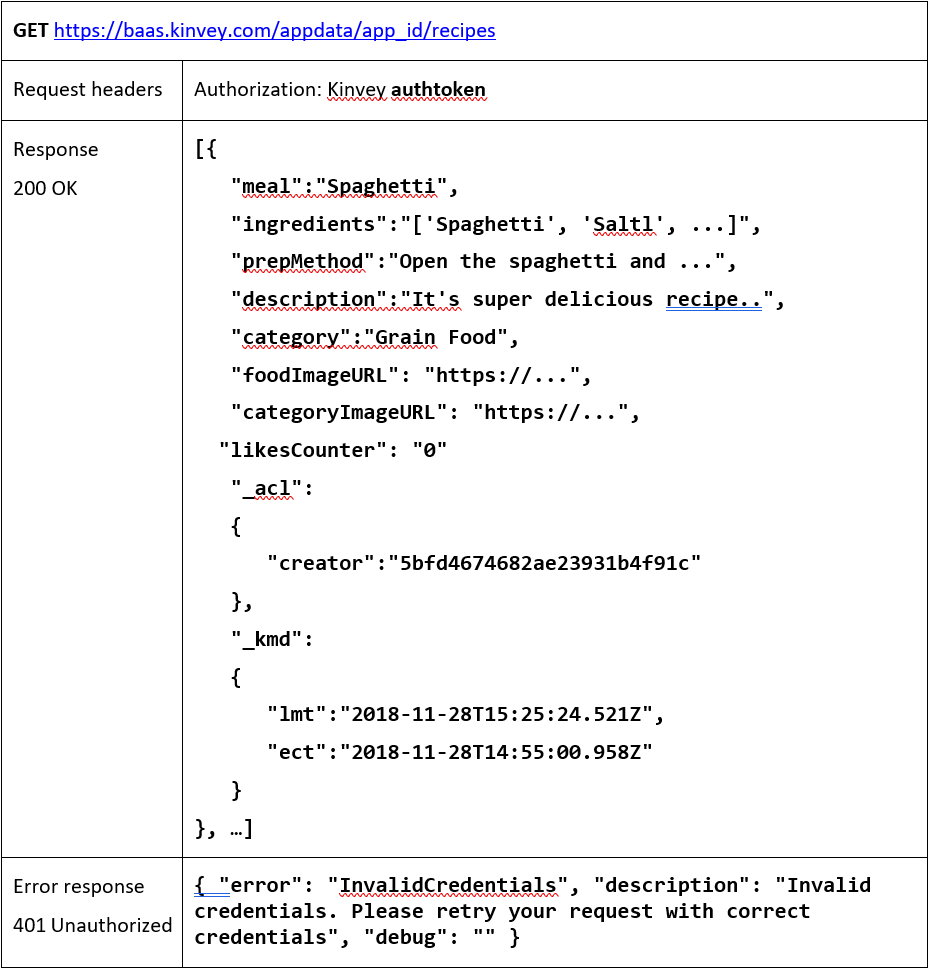 GET https://baas.kinvey.com/appdata/app_id/recipes
Request headers
Authorization: Kinvey authtoken
Response
200 OK
[{
"meal":"Spaghetti",
"ingredients":"['Spaghetti', 'Saltl', ...]",
"prepMethod":"Open the spaghetti and ...",
"description":"It's super delicious recipe..",
"category":"Grain Food",
"foodImageURL": "https://...",
"categoryImageURL": "https://...",
"likesCounter": "0"
"_acl":
{
"creator":"5bfd4674682ae23931b4f91c"
},
"_kmd":
{
"lmt":"2018-11-28T15:25:24.521Z",
"ect":"2018-11-28T14:55:00.958Z"
}
}, …]
Error response
401 Unauthorized
{ "error": "InvalidCredentials", "description": "Invalid
credentials. Please retry your request with correct
credentials", "debug": "" }